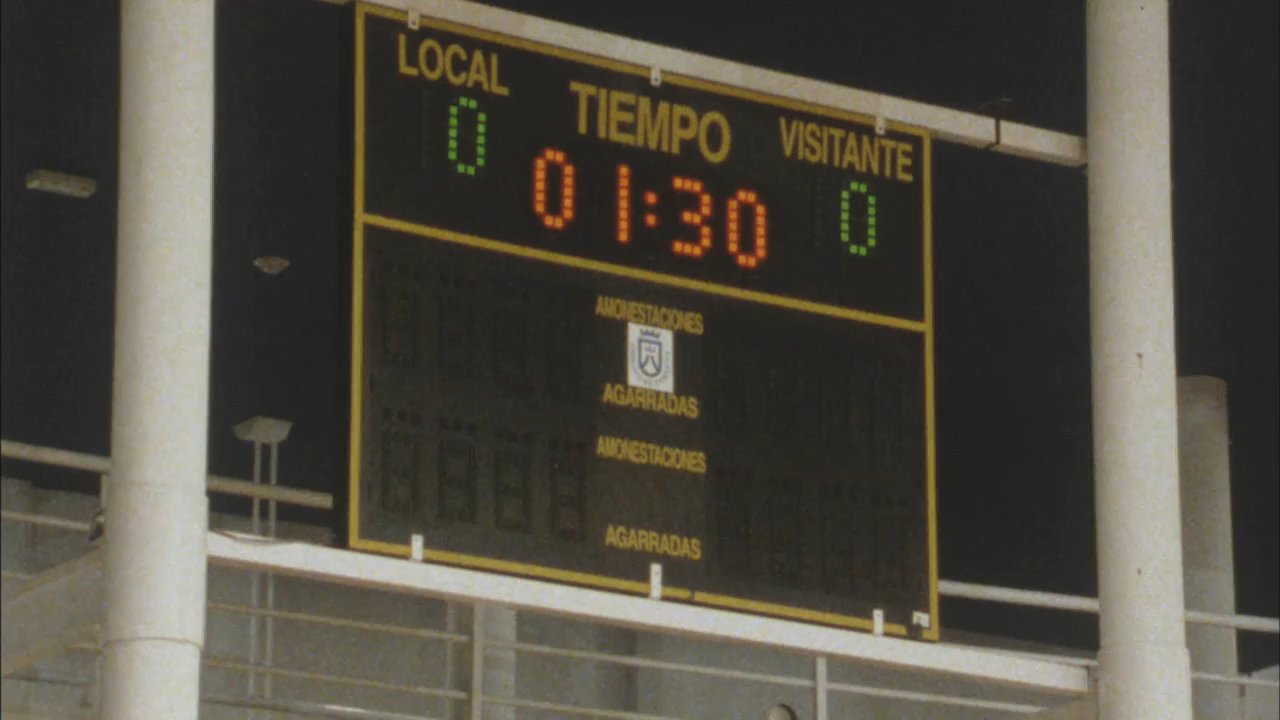 LOCAL
TIEMPO
VISITANTE
0
01:30
0
AMONESTACIONES
AGARRADAS
AMONESTACIONES
AGARRADAS